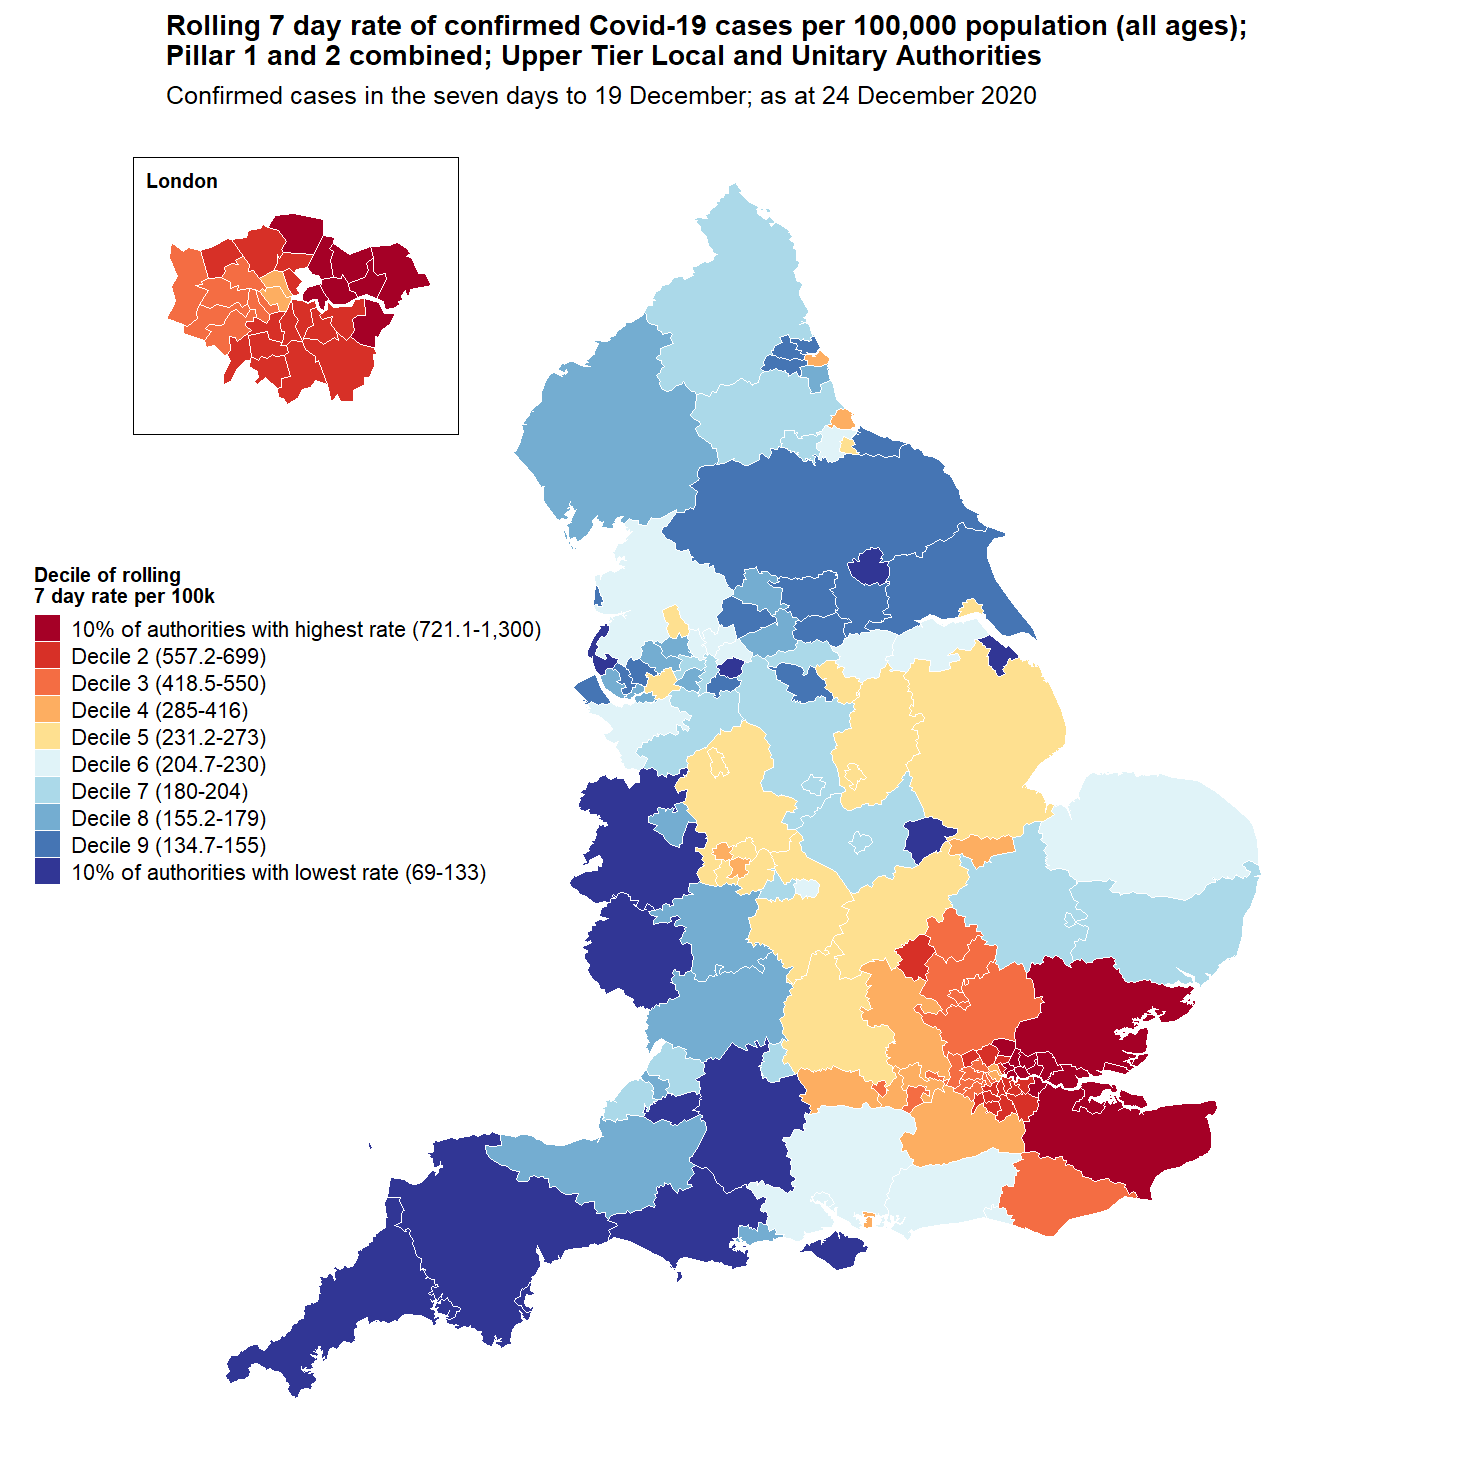 Rolling 7 day rate of confirmed Covid-19 cases per 100,000 population (all ages);
Pillar 1 and 2 combined; Upper Tier Local and Unitary Authorities
Confirmed cases in the seven days to 19 December; as at 24 December 2020
London
Decile of rolling
7 day rate per 100k
10% of authorities with highest rate (721.1-1,300)
Decile 2 (557.2-699)
Decile 3 (418.5-550)
Decile 4 (285-416)
Decile 5 (231.2-273)
Decile 6 (204.7-230)
Decile 7 (180-204)
Decile 8 (155.2-179)
Decile 9 (134.7-155)
10% of authorities with lowest rate (69-133)